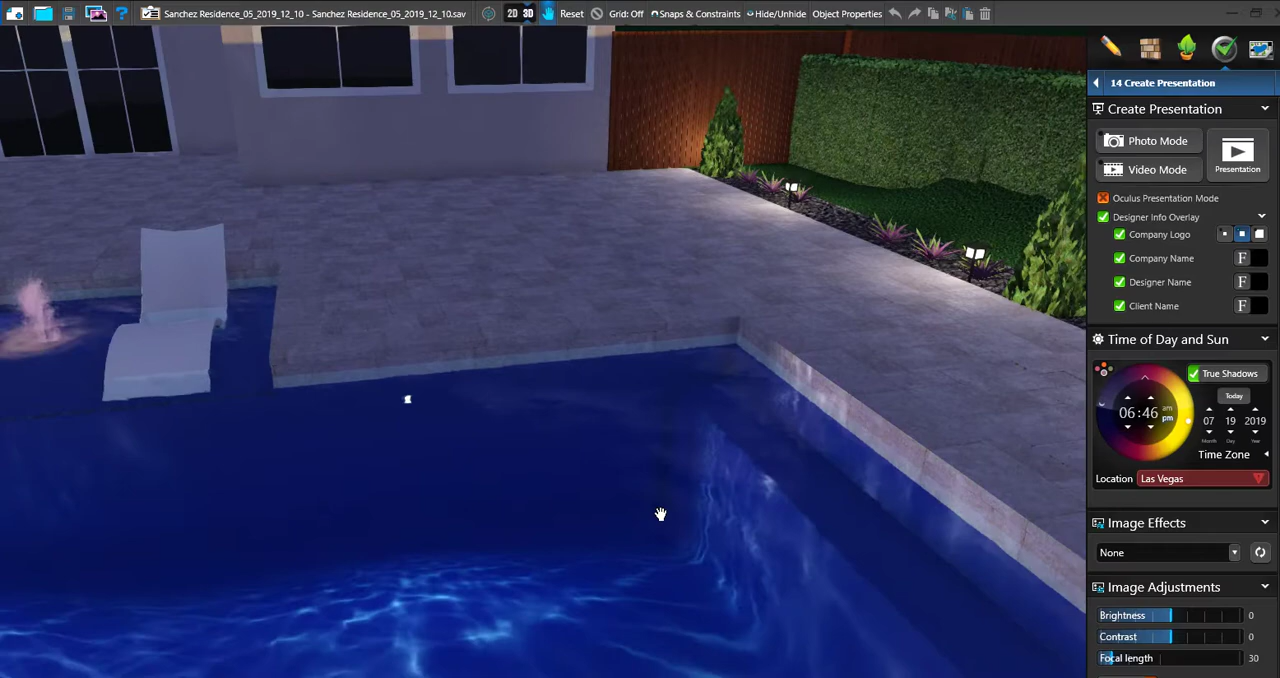 Sanchez Residence_05_2019_12_10 - Sanchez Residence_05_2019_12_10.sav 2D 3D Reset Grid: Off Snaps & Constraints Hide/Unhide Object Properties
14 Create Presentation
Create Presentation
Photo Mode
Video Mode
Presentation
Oculus Presentation Mode
Designer Info Overlay
Company Logo
Company Name F
Designer Name F
Client Name F
Time of Day and Sun
True Shadows
Today
06:46 am pm
07 19 2019
Month Day Year
Time Zone
Location Las Vegas
Image Effects
None
Image Adjustments
Brightness 0
Contrast 0
Focal length 30